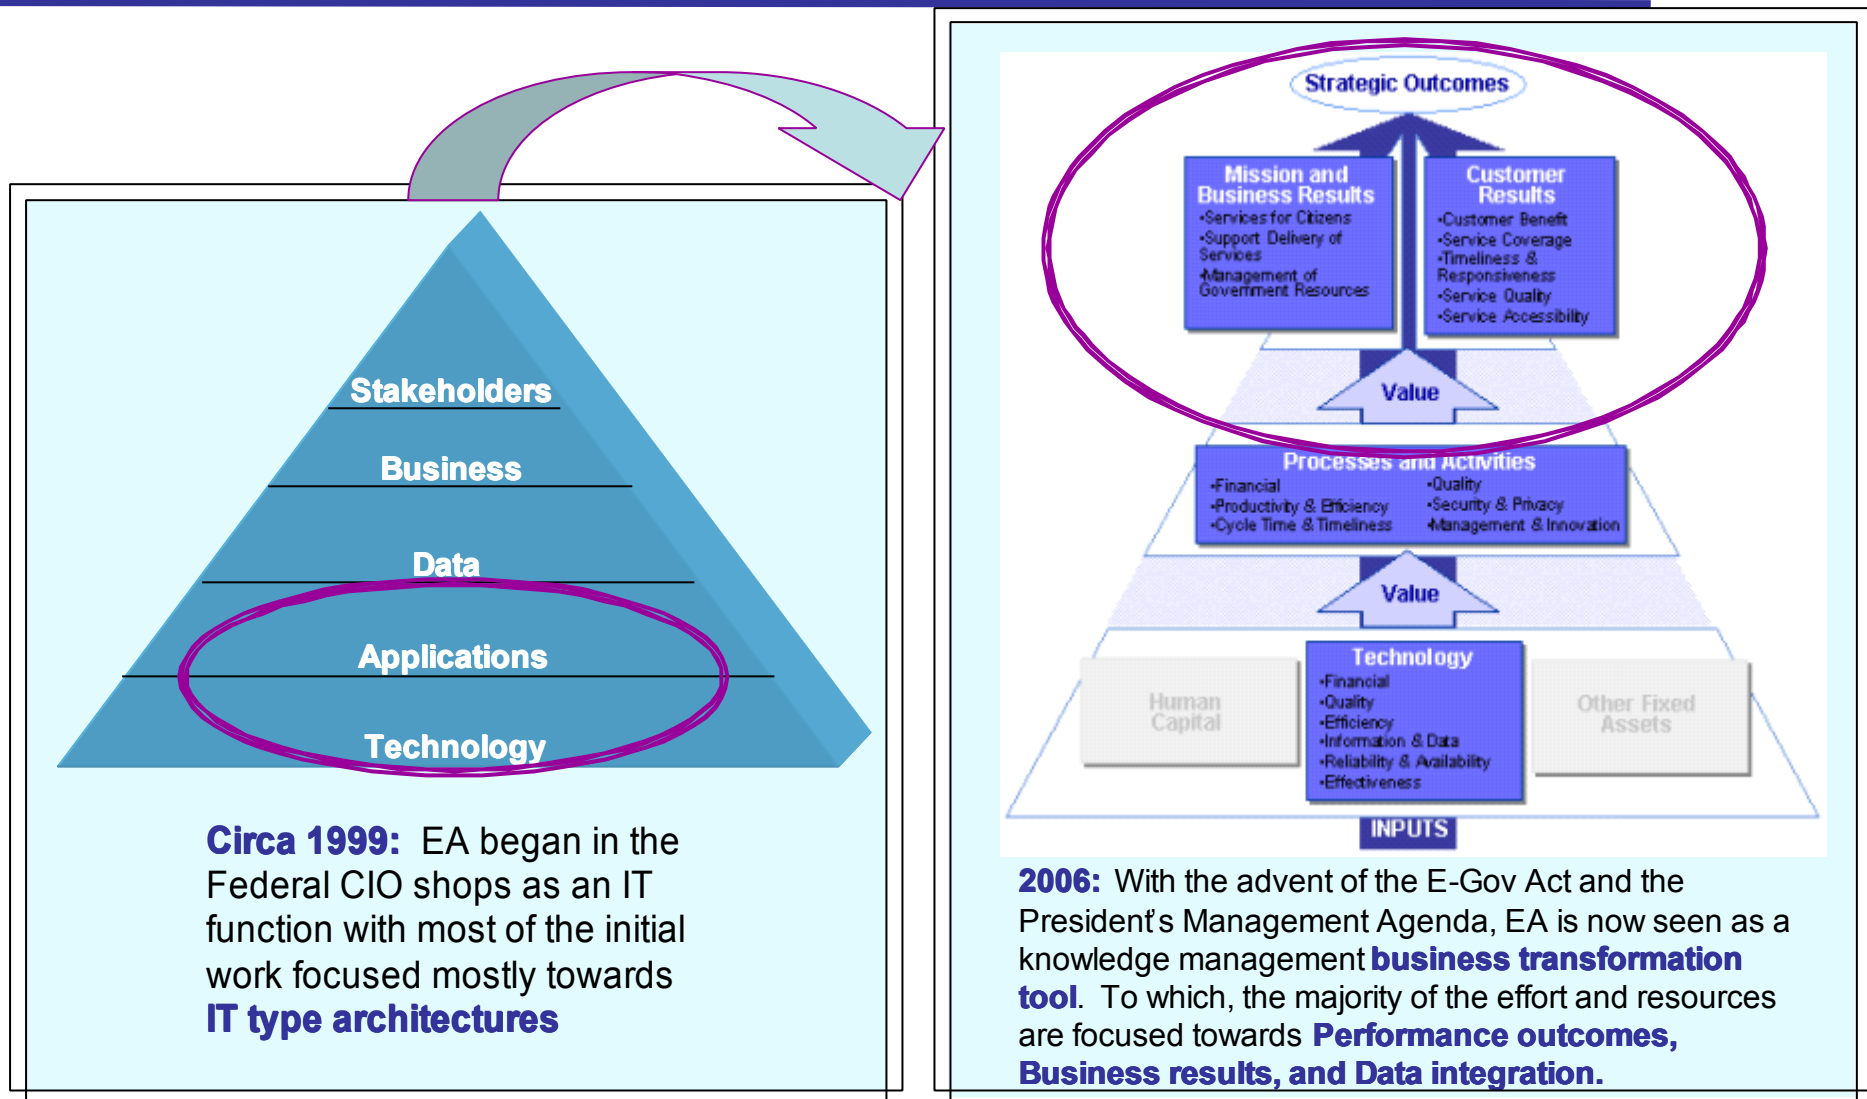 Stakeholders
Business
Data
Applications
Technology
Circa 1999: EA began in the
Federal CIO shops as an IT
function with most of the initial
work focused mostly towards
IT type architectures
Strategic Outcomes
Mission and
Business Results
•Services for Citizens
•Support Delivery of
Services
•Management of
Government Resources
Customer
Results
•Customer Benefit
•Service Coverage
•Timeliness &
Responsiveness
•Service Quality
•Service Accessibility
Value
Processes and Activities
•Financial
•Productivity & Efficiency
•Cycle Time & Timeliness
•Quality
•Security & Privacy
•Management & Innovation
Value
Human
Capital
Technology
•Financial
•Quality
•Efficiency
•Information & Data
•Reliability & Availability
•Effectiveness
Other Fixed
Assets
INPUTS
2006: With the advent of the E-Gov Act and the
President's Management Agenda, EA is now seen as a
knowledge management business transformation
tool. To which, the majority of the effort and resources
are focused towards Performance outcomes,
Business results, and Data integration.